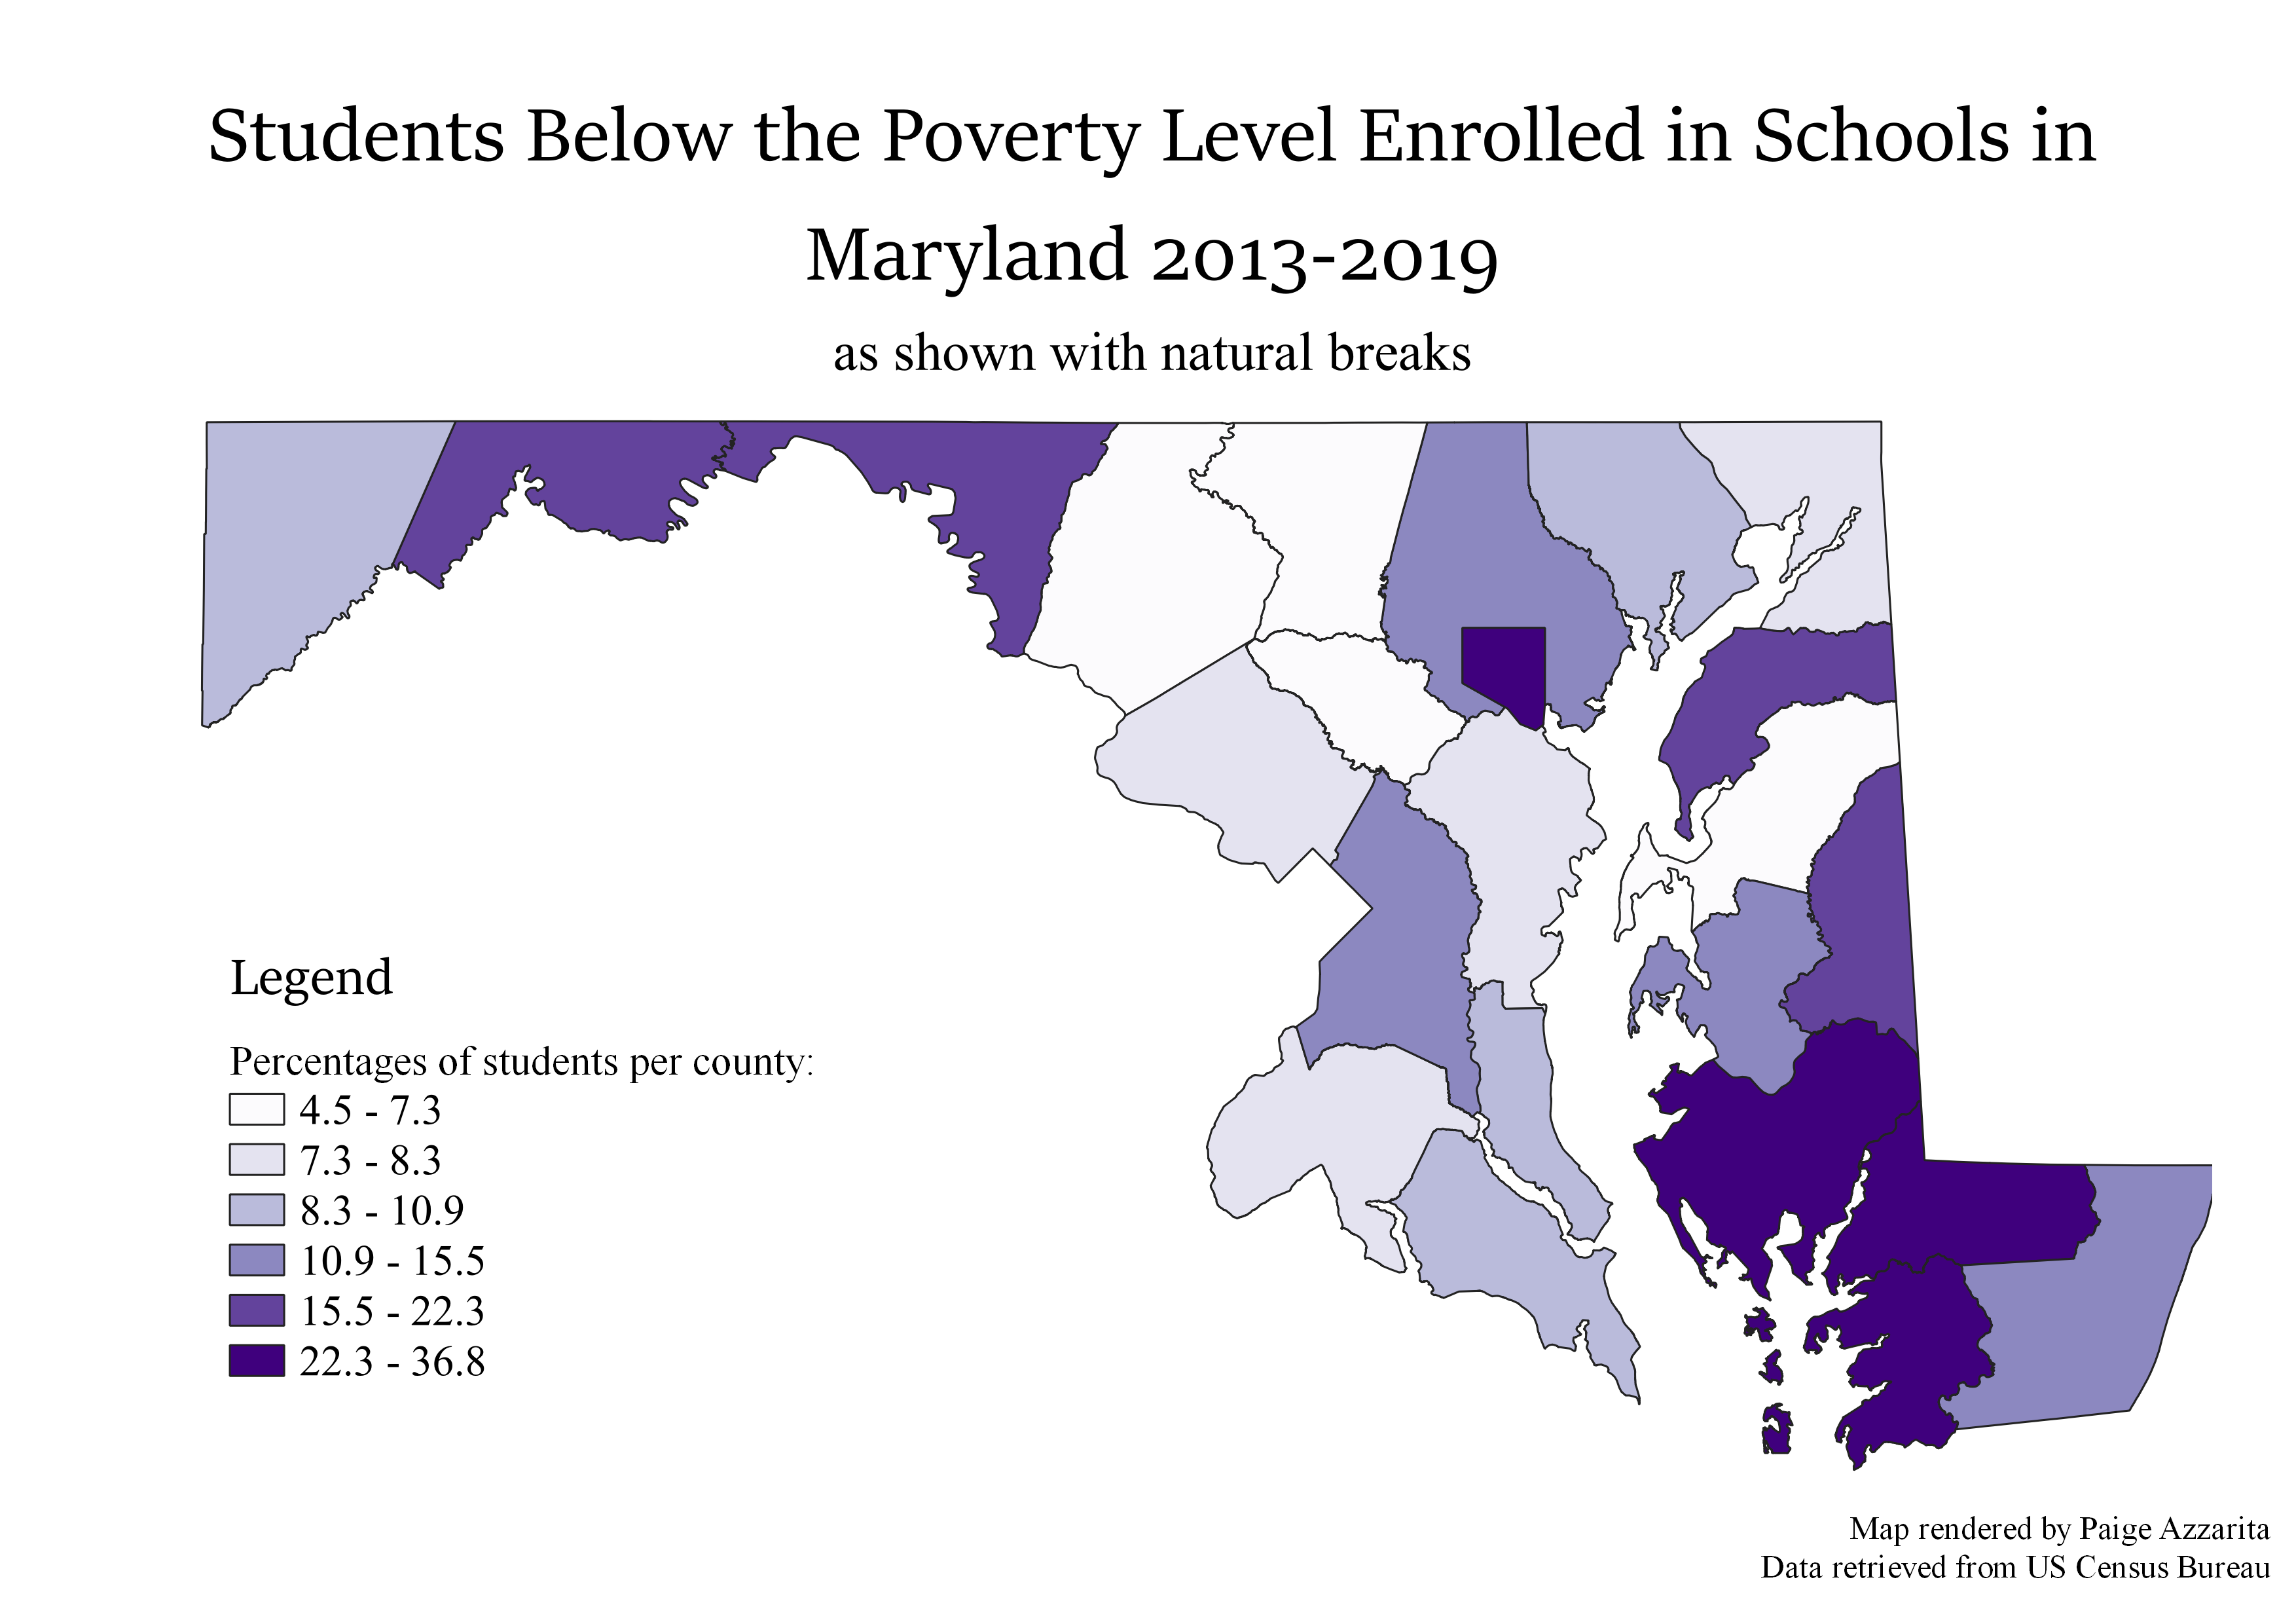 Students Below the Poverty Level Enrolled in Schools in
Maryland 2013-2019
as shown with natural breaks
Legend
Percentages of students per county:
4.5 - 7.3
7.3 - 8.3
8.3 - 10.9
10.9 - 15.5
15.5 - 22.3
22.3 - 36.8
Map rendered by Paige Azzarita
Data retrieved from US Census Bureau